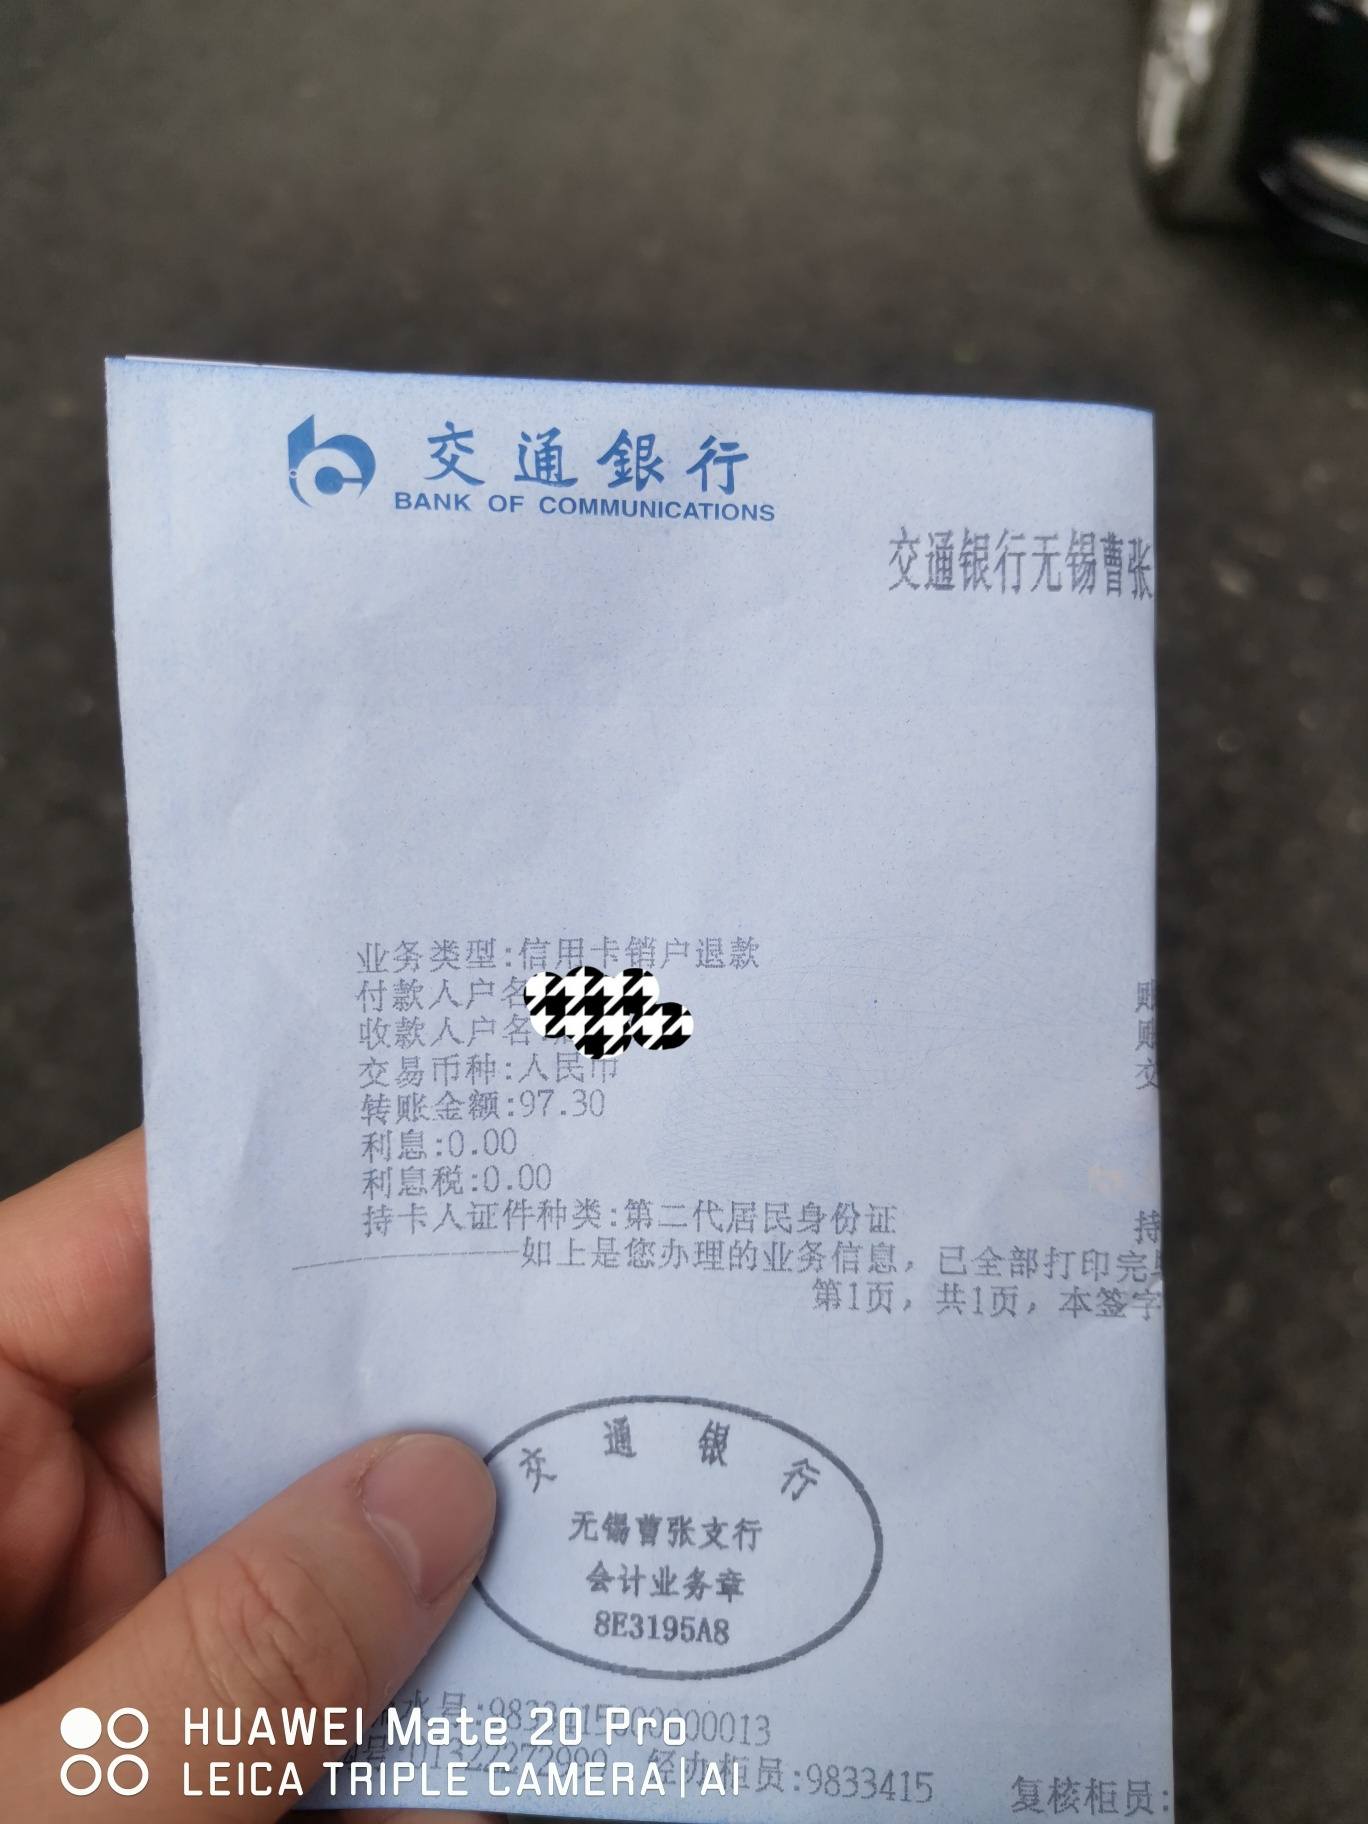 交通銀行
BANK OF COMMUNICATIONS
交通银行无锡曹张
业务类型:信用卡销户退款
付款人户名
收款人户名
交易币种:人民币
转账金额:97.30
利息:0.00
利息税:0.00
持卡人证件种类:第二代居民身份证
持
如上是您办理的业务信息，已全部打印完
第1页，共1页，本签字
交通银行
无锡曹张支行
会计业务章
8E3195A8
水号:9833415000000013
经办柜员:9833415
复核柜员:
HUAWEI Mate 20 Pro
LEICA TRIPLE CAMERA|AI